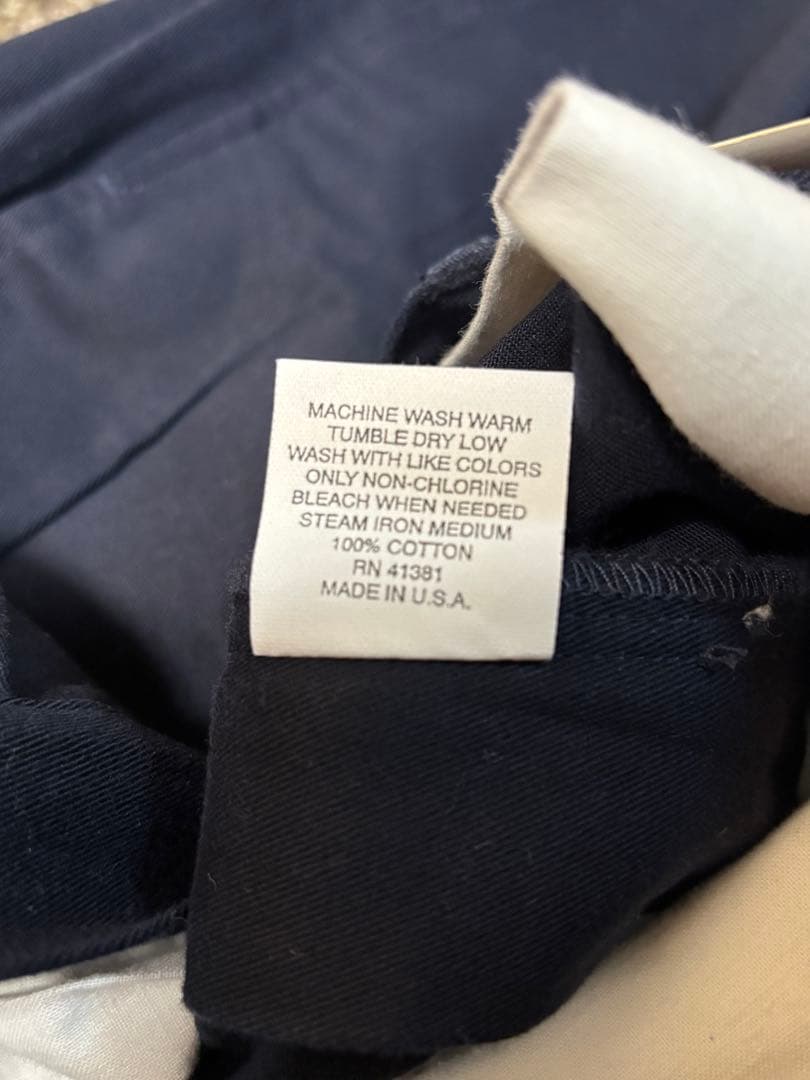 MACHINE WASH WARM
TUMBLE DRY LOW
WASH WITH LIKE COLORS
ONLY NON-CHLORINE
BLEACH WHEN NEEDED
STEAM IRON MEDIUM
100% COTTON
RN 41381
MADE IN U.S.A.